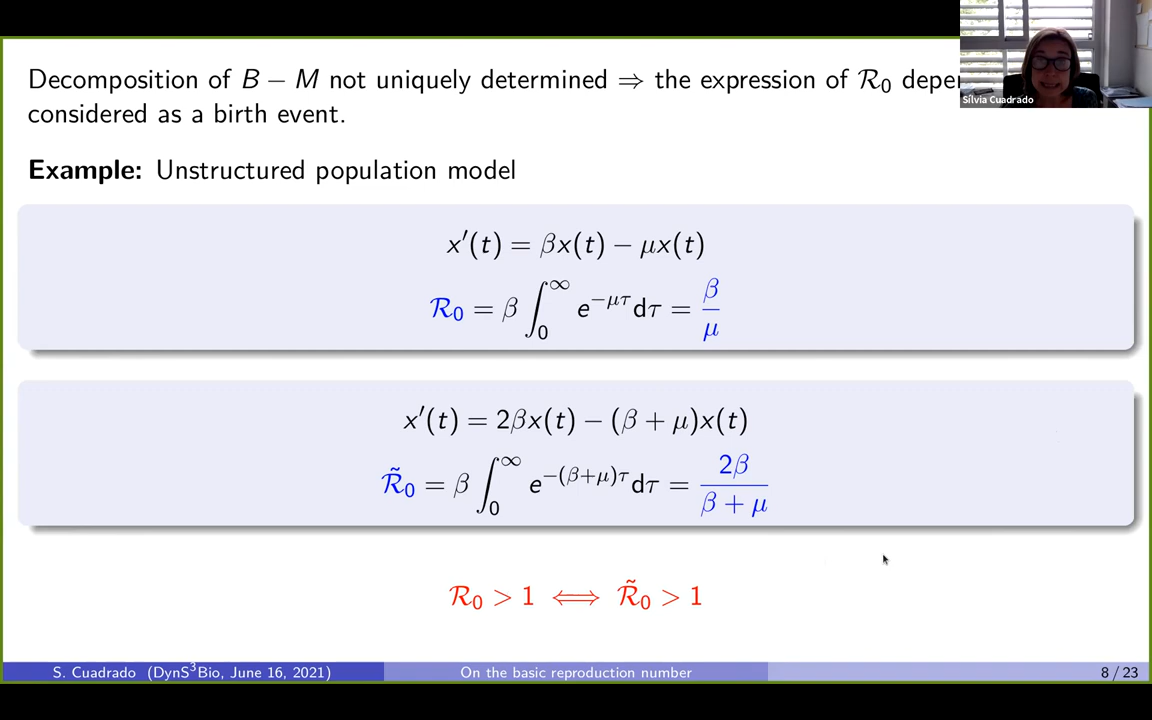 Decomposition of B − M not uniquely determined ⇒ the expression of ℛ₀
considered as a birth event.
Sílvia Cuadrado
Example: Unstructured population model
x′(t) = βx(t) − μx(t)
ℛ₀ = β ∫₀^∞ e^{−μτ} dτ = β/μ
x′(t) = 2βx(t) − (β + μ)x(t)
ℛ̃₀ = β ∫₀^∞ e^{−(β+μ)τ} dτ = 2β/(β + μ)
ℛ₀ > 1 ⟺ ℛ̃₀ > 1
S. Cuadrado (DynS³Bio, June 16, 2021)
On the basic reproduction number
8 / 23